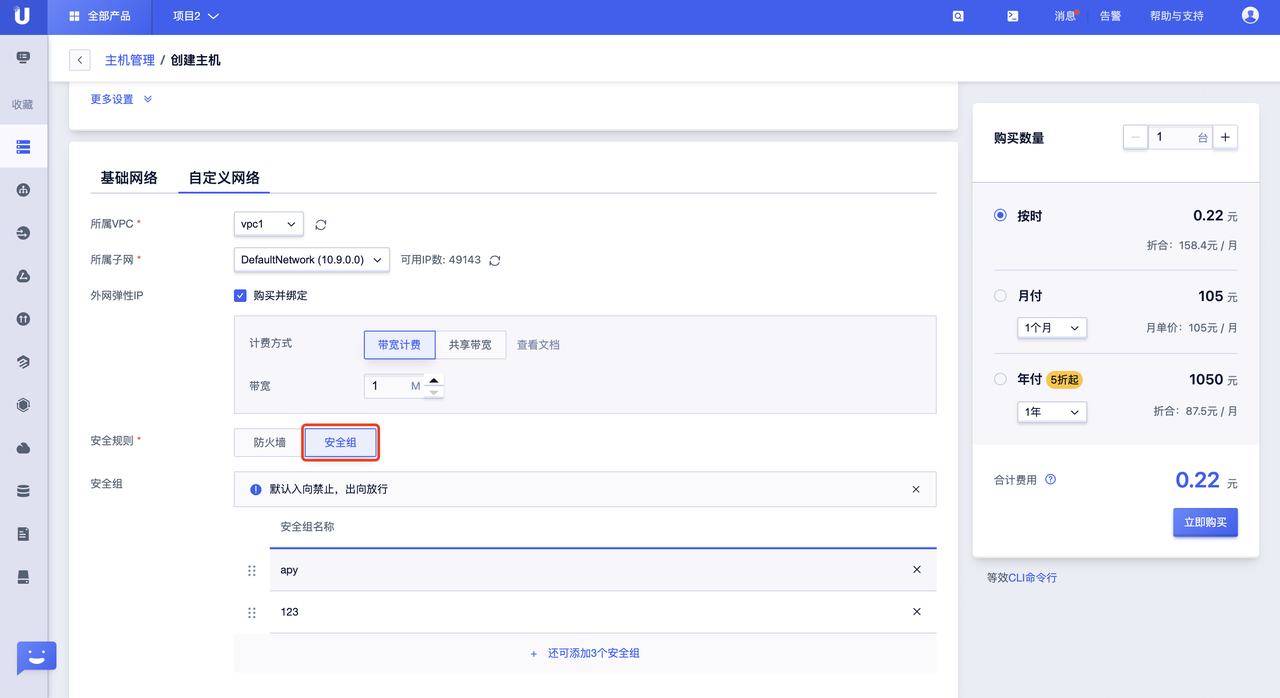 U 全部产品 项目2 消息 告警 帮助与支持
主机管理 / 创建主机
收藏
更多设置
基础网络 自定义网络
所属VPC * vpc1
所属子网 * DefaultNetwork (10.9.0.0) 可用IP数: 49143
外网弹性IP 购买并绑定
计费方式 带宽计费 共享带宽 查看文档
带宽 1 M
安全规则 * 防火墙 安全组
安全组 默认入向禁止，出向放行
安全组名称
apy
123
+ 还可添加3个安全组
购买数量 1 台
按时 0.22 元
折合：158.4元 / 月
月付 105 元
1个月 月单价：105元 / 月
年付 5折起 1050 元
1年 折合：87.5元 / 月
合计费用 0.22 元
立即购买
等效CLI命令行